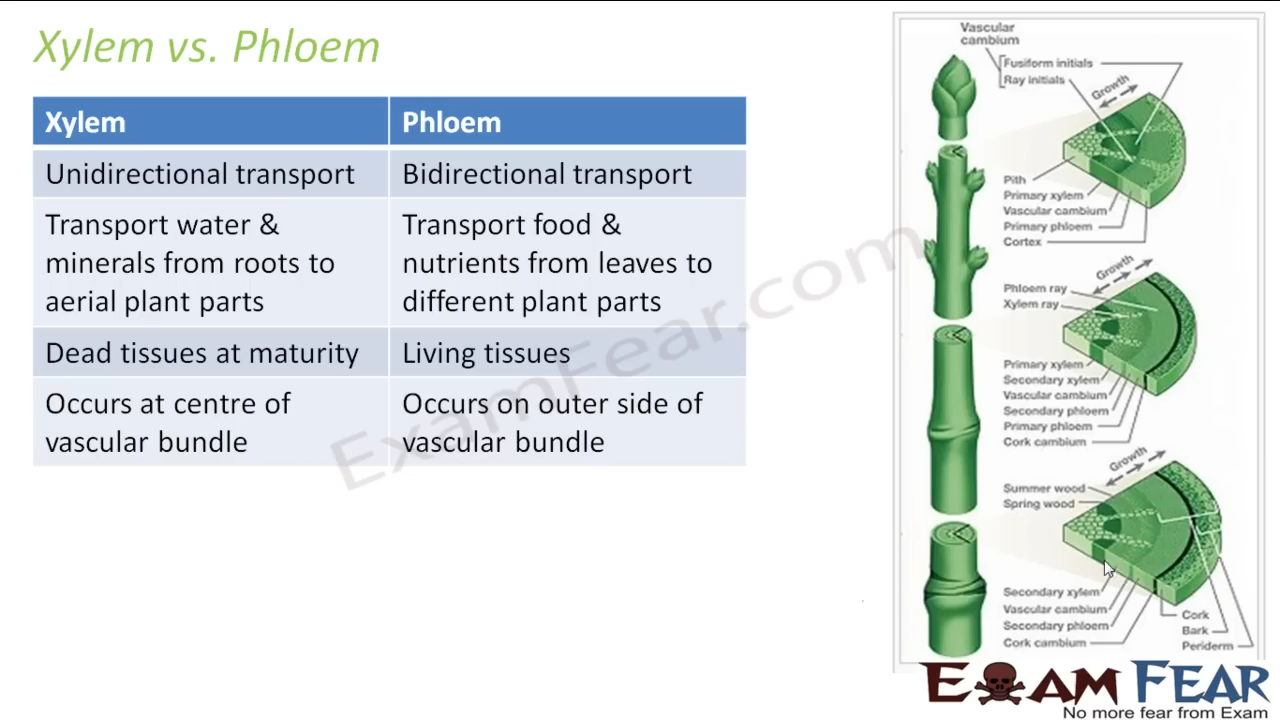 Xylem vs. Phloem
Xylem
Phloem
Unidirectional transport
Bidirectional transport
Transport water &
minerals from roots to
aerial plant parts
Transport food &
nutrients from leaves to
different plant parts
Dead tissues at maturity
Living tissues
Occurs at centre of
vascular bundle
Occurs on outer side of
vascular bundle
ExamFear.com
Vascular
cambium
Fusiform initials
Ray initials
Growth
Pith
Primary xylem
Vascular cambium
Primary phloem
Cortex
Growth
Phloem ray
Xylem ray
Primary xylem
Secondary xylem
Vascular cambium
Secondary phloem
Primary phloem
Cork cambium
Growth
Summer wood
Spring wood
Secondary xylem
Vascular cambium
Secondary phloem
Cork cambium
Cork
Bark
Periderm
EXAM FEAR
No more fear from Exam